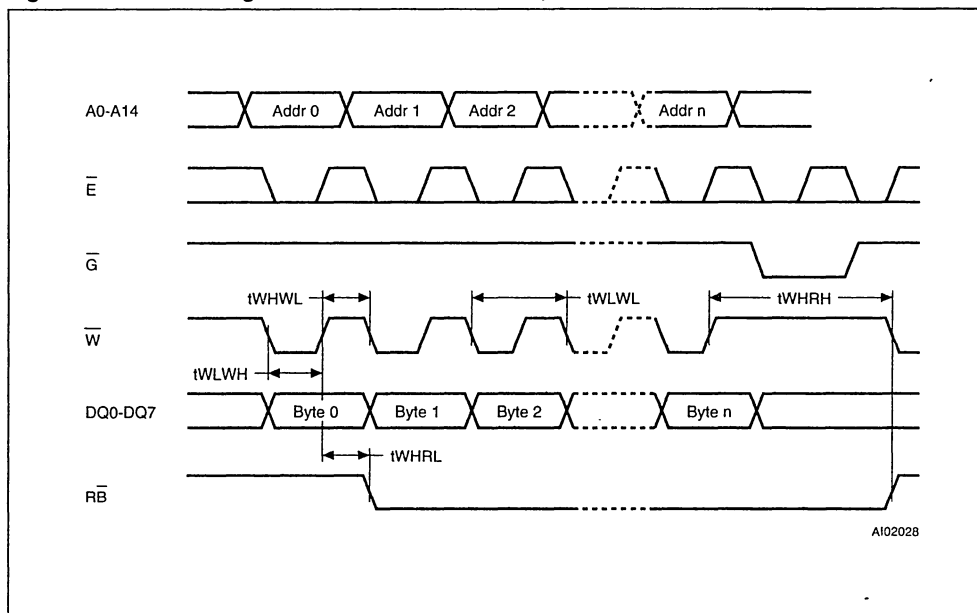 A0-A14
Addr 0 Addr 1 Addr 2 Addr n
E̅
G̅
tWHWL tWLWL tWHRH
W̅
tWLWH
DQ0-DQ7
Byte 0 Byte 1 Byte 2 Byte n
tWHRL
RB̅
AI02028